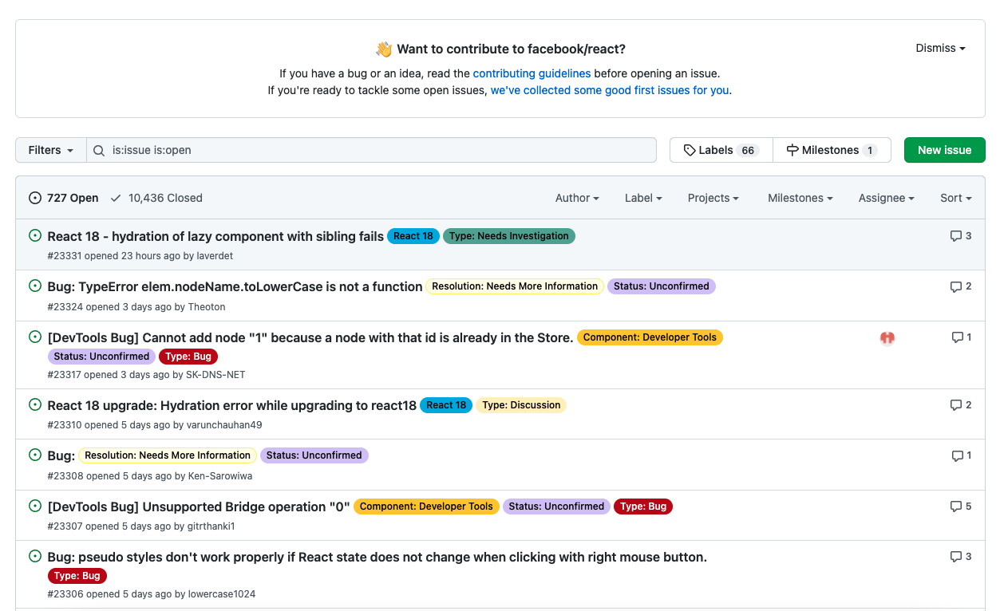 👋 Want to contribute to facebook/react?
Dismiss
If you have a bug or an idea, read the contributing guidelines before opening an issue.
If you're ready to tackle some open issues, we've collected some good first issues for you.
Filters is:issue is:open Labels 66 Milestones 1 New issue
727 Open 10,436 Closed Author Label Projects Milestones Assignee Sort
React 18 - hydration of lazy component with sibling fails React 18 Type: Needs Investigation 3
#23331 opened 23 hours ago by laverdet
Bug: TypeError elem.nodeName.toLowerCase is not a function Resolution: Needs More Information Status: Unconfirmed 2
#23324 opened 3 days ago by Theoton
[DevTools Bug] Cannot add node "1" because a node with that id is already in the Store. Component: Developer Tools 1
Status: Unconfirmed Type: Bug
#23317 opened 3 days ago by SK-DNS-NET
React 18 upgrade: Hydration error while upgrading to react18 React 18 Type: Discussion 2
#23310 opened 5 days ago by varunchauhan49
Bug: Resolution: Needs More Information Status: Unconfirmed 1
#23308 opened 5 days ago by Ken-Sarowiwa
[DevTools Bug] Unsupported Bridge operation "0" Component: Developer Tools Status: Unconfirmed Type: Bug 5
#23307 opened 5 days ago by gitrthanki1
Bug: pseudo styles don't work properly if React state does not change when clicking with right mouse button. 3
Type: Bug
#23306 opened 5 days ago by lowercase1024